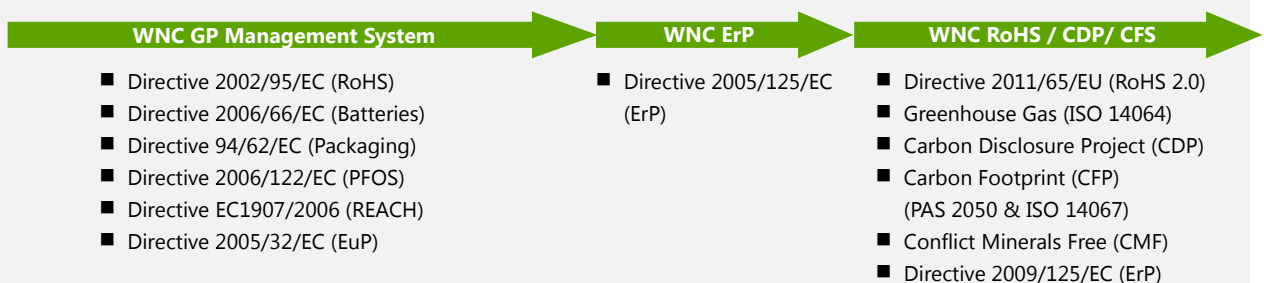 WNC GP Management System
■ Directive 2002/95/EC (RoHS)
■ Directive 2006/66/EC (Batteries)
■ Directive 94/62/EC (Packaging)
■ Directive 2006/122/EC (PFOS)
■ Directive EC1907/2006 (REACH)
■ Directive 2005/32/EC (EuP)
WNC ErP
■ Directive 2005/125/EC
(ErP)
WNC RoHS / CDP/ CFS
■ Directive 2011/65/EU (RoHS 2.0)
■ Greenhouse Gas (ISO 14064)
■ Carbon Disclosure Project (CDP)
■ Carbon Footprint (CFP)
(PAS 2050 & ISO 14067)
■ Conflict Minerals Free (CMF)
■ Directive 2009/125/EC (ErP)